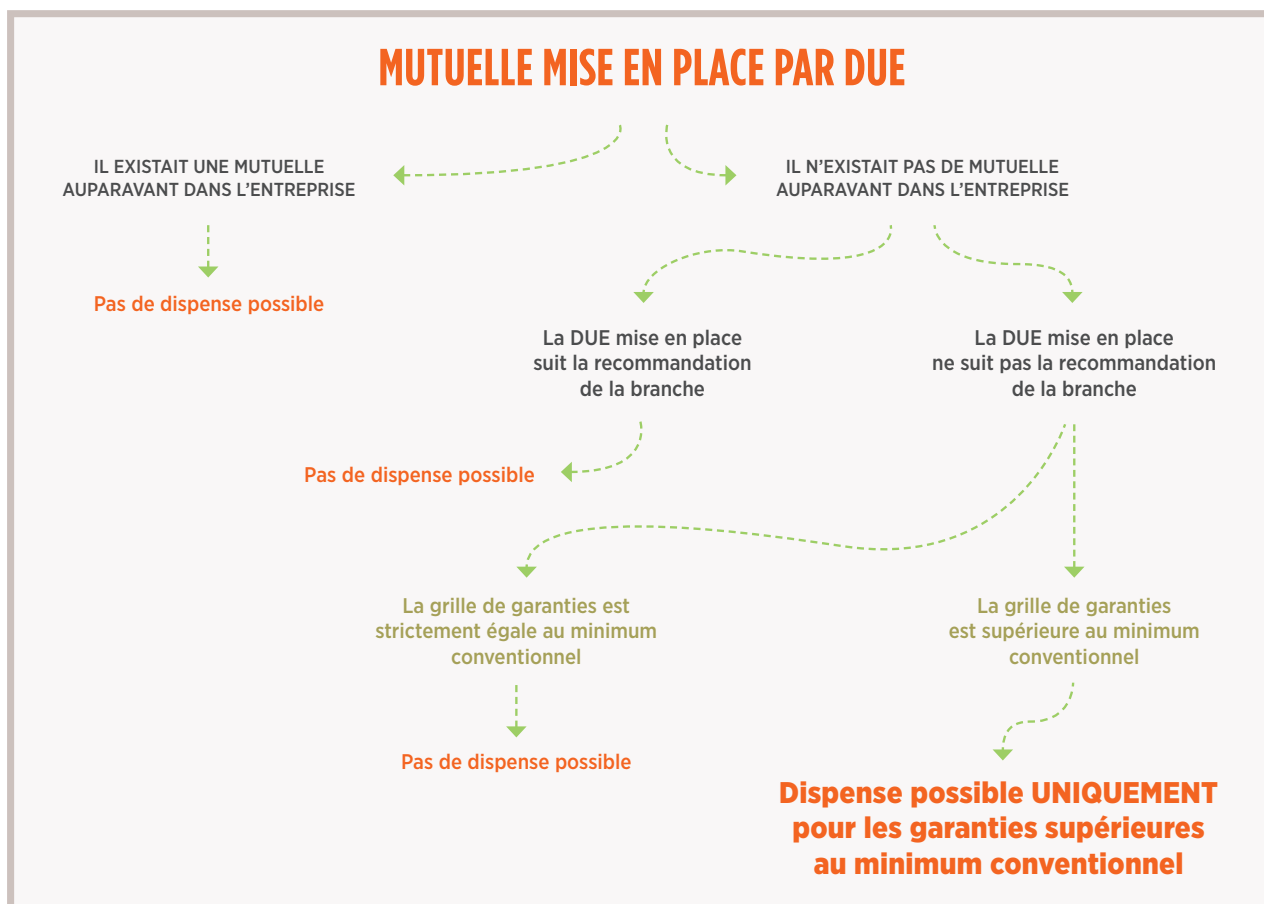 MUTUELLE MISE EN PLACE PAR DUE
IL EXISTAIT UNE MUTUELLE
AUPARAVANT DANS L’ENTREPRISE
IL N’EXISTAIT PAS DE MUTUELLE
AUPARAVANT DANS L’ENTREPRISE
Pas de dispense possible
La DUE mise en place
suit la recommandation
de la branche
La DUE mise en place
ne suit pas la recommandation
de la branche
Pas de dispense possible
La grille de garanties est
strictement égale au minimum
conventionnel
La grille de garanties
est supérieure au minimum
conventionnel
Pas de dispense possible
Dispense possible UNIQUEMENT
pour les garanties supérieures
au minimum conventionnel